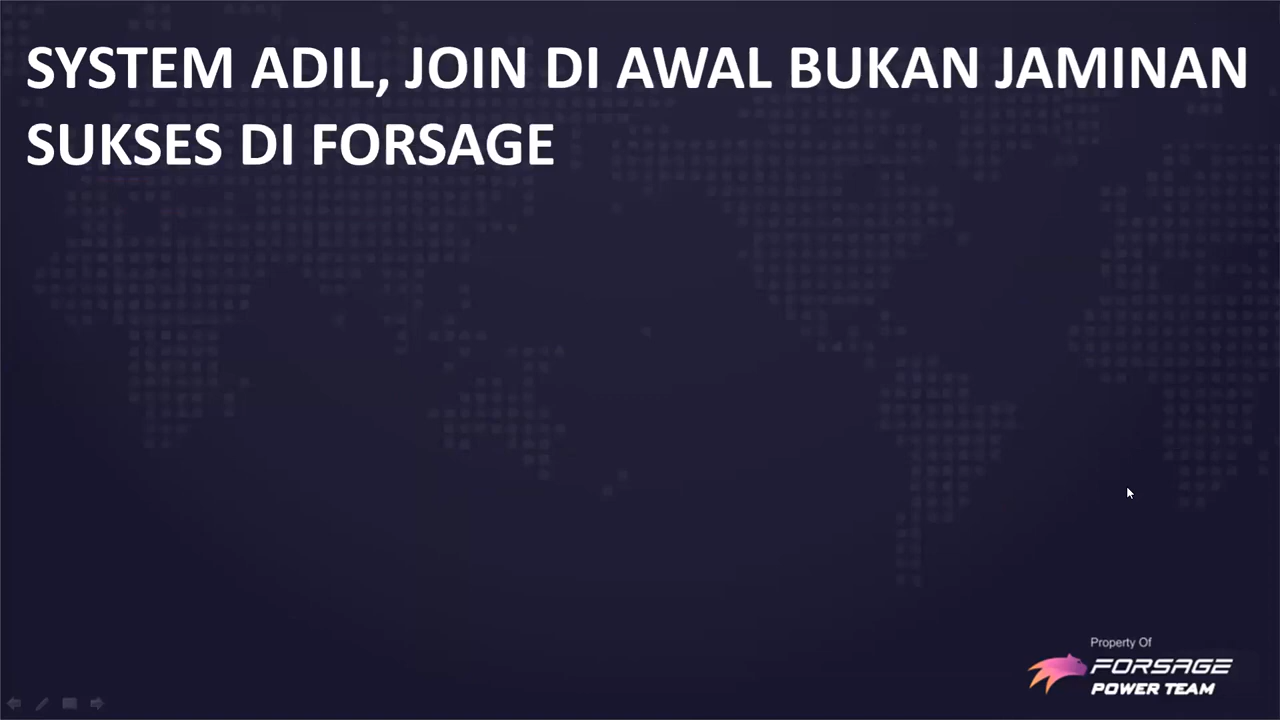 SYSTEM ADIL, JOIN DI AWAL BUKAN JAMINAN
SUKSES DI FORSAGE
Property Of
FORSAGE
POWER TEAM